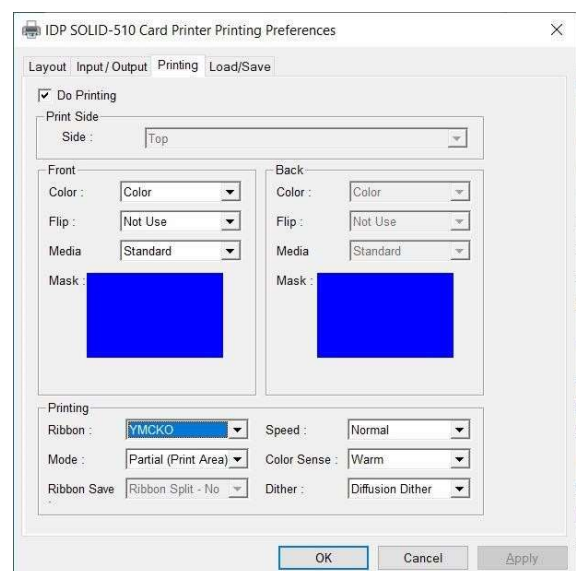 IDP SOLID-510 Card Printer Printing Preferences
Layout Input / Output Printing Load/Save
Do Printing
Print Side
Side : Top
Front Back
Color : Color Color : Color
Flip : Not Use Flip : Not Use
Media Standard Media Standard
Mask : Mask :
Printing
Ribbon : YMCKO Speed : Normal
Mode : Partial (Print Area) Color Sense : Warm
Ribbon Save Ribbon Split - No Dither : Diffusion Dither
:
OK Cancel Apply